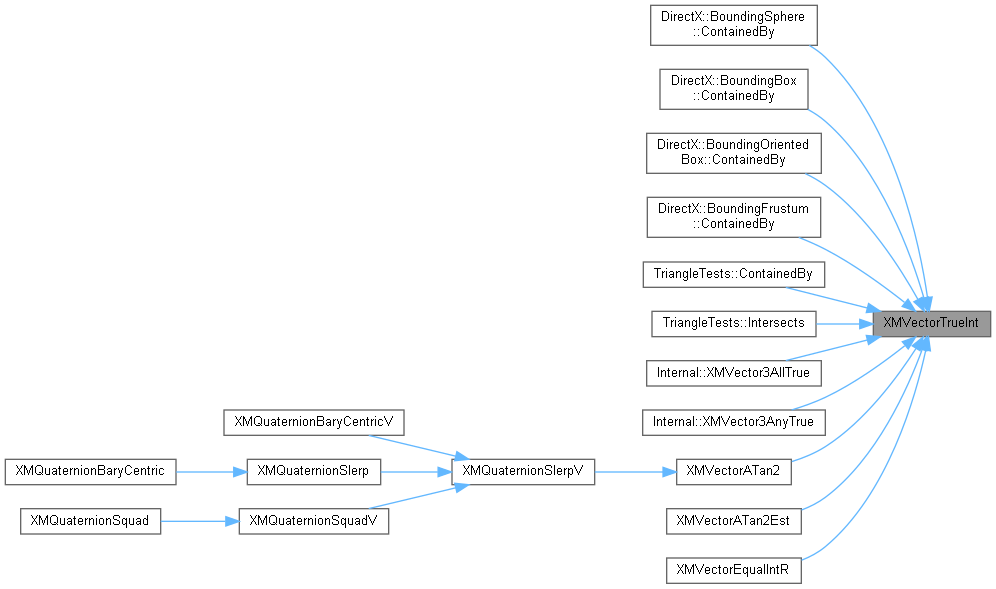 DirectX::BoundingSphere
::ContainedBy
DirectX::BoundingBox
::ContainedBy
DirectX::BoundingOriented
Box::ContainedBy
DirectX::BoundingFrustum
::ContainedBy
TriangleTests::ContainedBy
TriangleTests::Intersects
XMVectorTrueInt
Internal::XMVector3AllTrue
Internal::XMVector3AnyTrue
XMQuaternionBaryCentricV
XMQuaternionBaryCentric
XMQuaternionSlerp
XMQuaternionSlerpV
XMVectorATan2
XMQuaternionSquad
XMQuaternionSquadV
XMVectorATan2Est
XMVectorEqualIntR